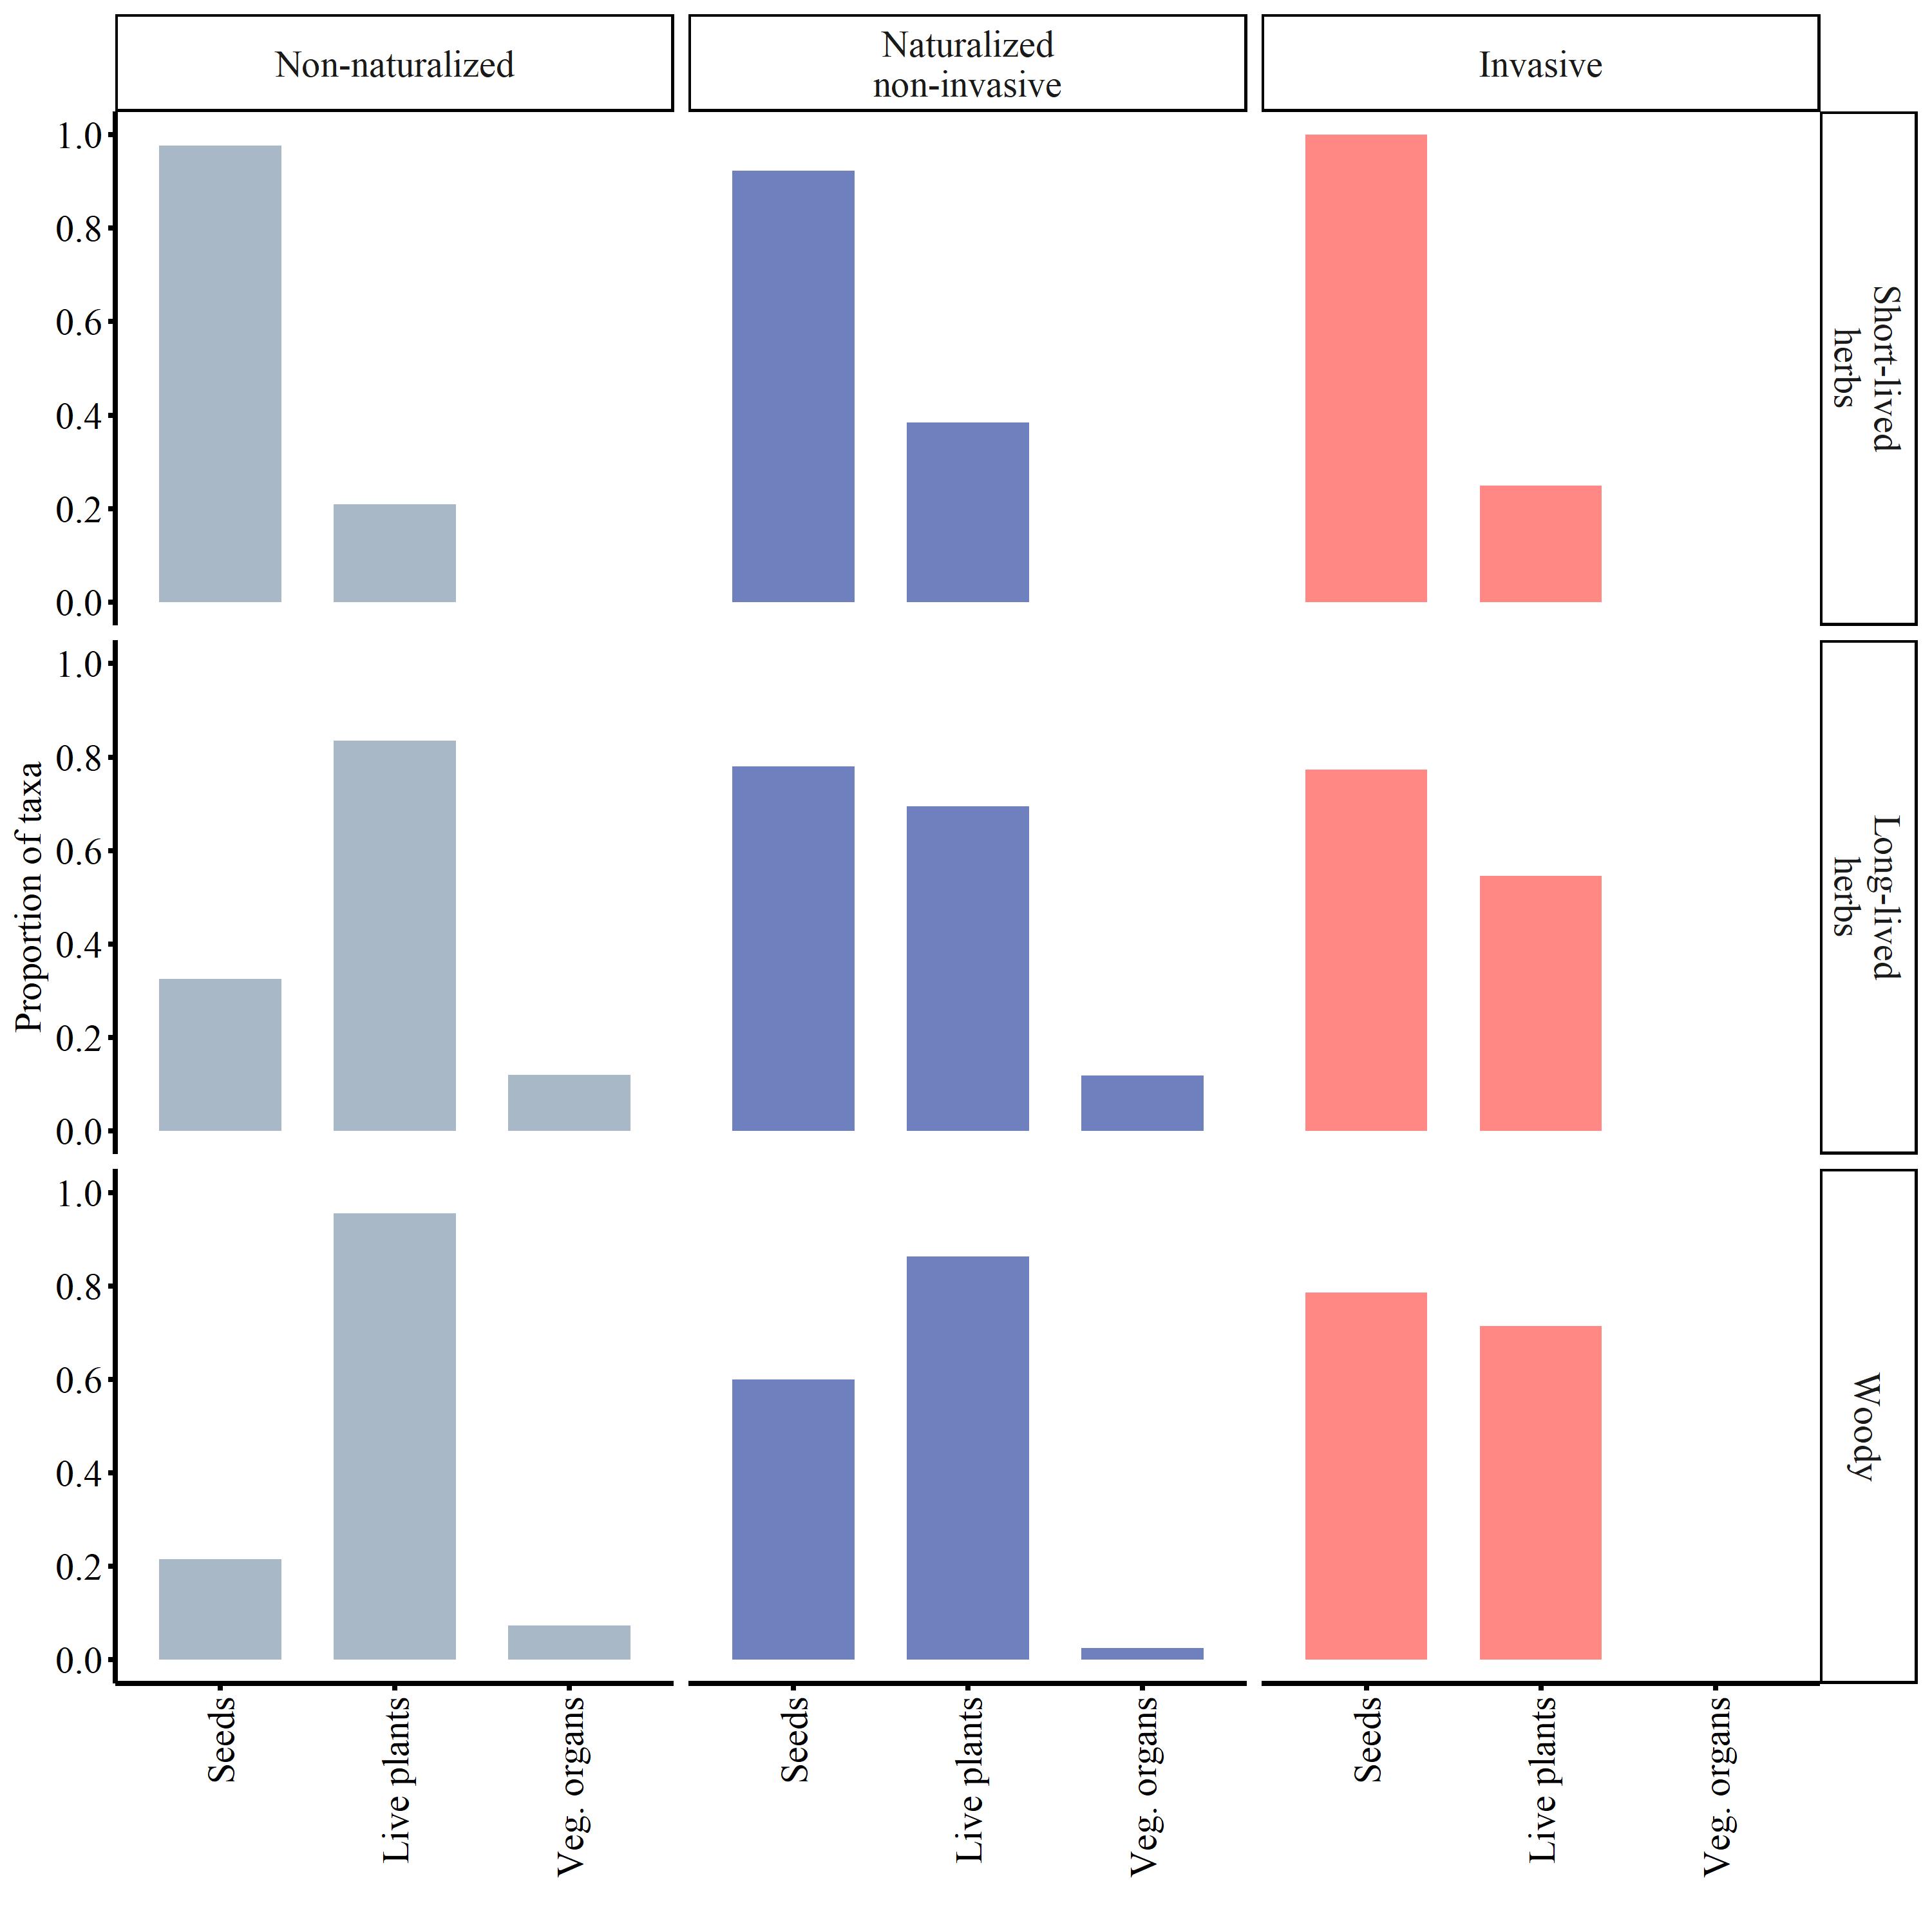 Non-naturalized
Naturalized
non-invasive
Invasive
1.0
0.8
0.6
0.4
0.2
0.0
Short-lived
herbs
1.0
0.8
0.6
0.4
0.2
0.0
Long-lived
herbs
Proportion of taxa
1.0
0.8
0.6
0.4
0.2
0.0
Woody
Seeds
Live plants
Veg. organs
Seeds
Live plants
Veg. organs
Seeds
Live plants
Veg. organs